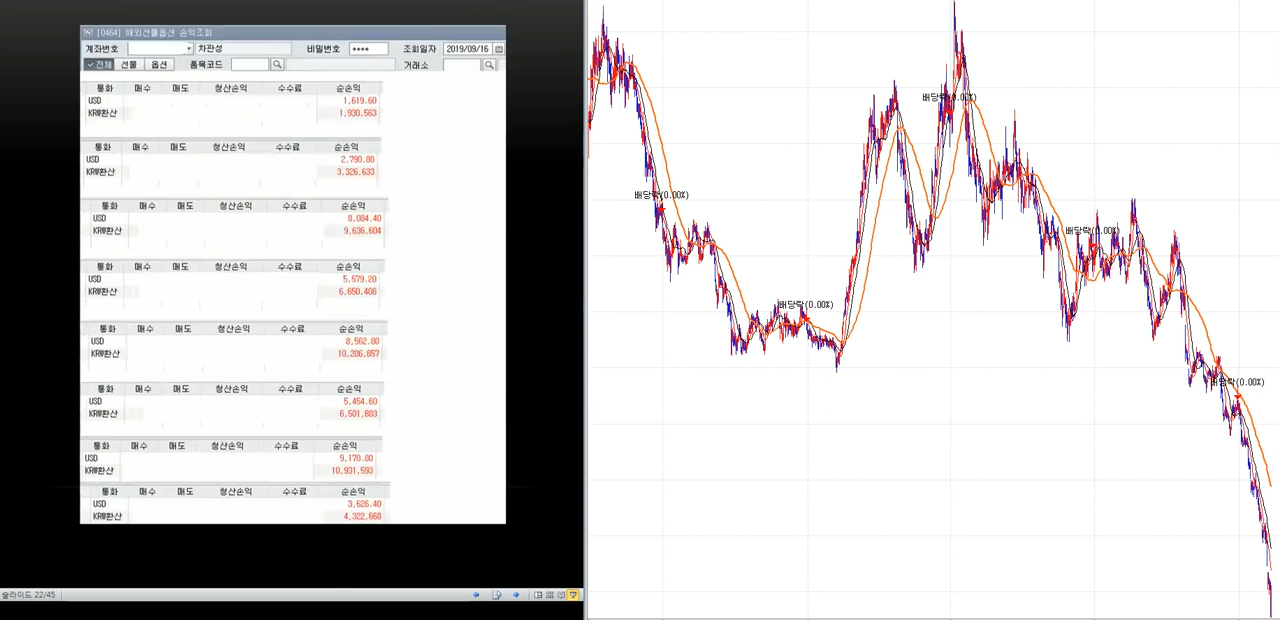 [0464] 해외선물옵션 손익조회
계좌번호 차관성 비밀번호 **** 조회일자 2019/09/16
전체 선물 옵션 품목코드 거래소
통화 매수 매도 청산손익 수수료 순손익
USD 1,619.60
KRW환산 1,930,563
통화 매수 매도 청산손익 수수료 순손익
USD 2,790.80
KRW환산 3,326,633
통화 매수 매도 청산손익 수수료 순손익
USD 8,084.40
KRW환산 9,636,604
통화 매수 매도 청산손익 수수료 순손익
USD 5,579.20
KRW환산 6,650,406
통화 매수 매도 청산손익 수수료 순손익
USD 8,562.80
KRW환산 10,206,857
통화 매수 매도 청산손익 수수료 순손익
USD 5,454.60
KRW환산 6,501,883
통화 매수 매도 청산손익 수수료 순손익
USD 9,170.80
KRW환산 10,931,593
통화 매수 매도 청산손익 수수료 순손익
USD 3,626.40
KRW환산 4,322,668
슬라이드 22/45
배당락(0.00%)
배당락(0.00%)
배당락(0.00%)
배당락(0.00%)
배당락(0.00%)